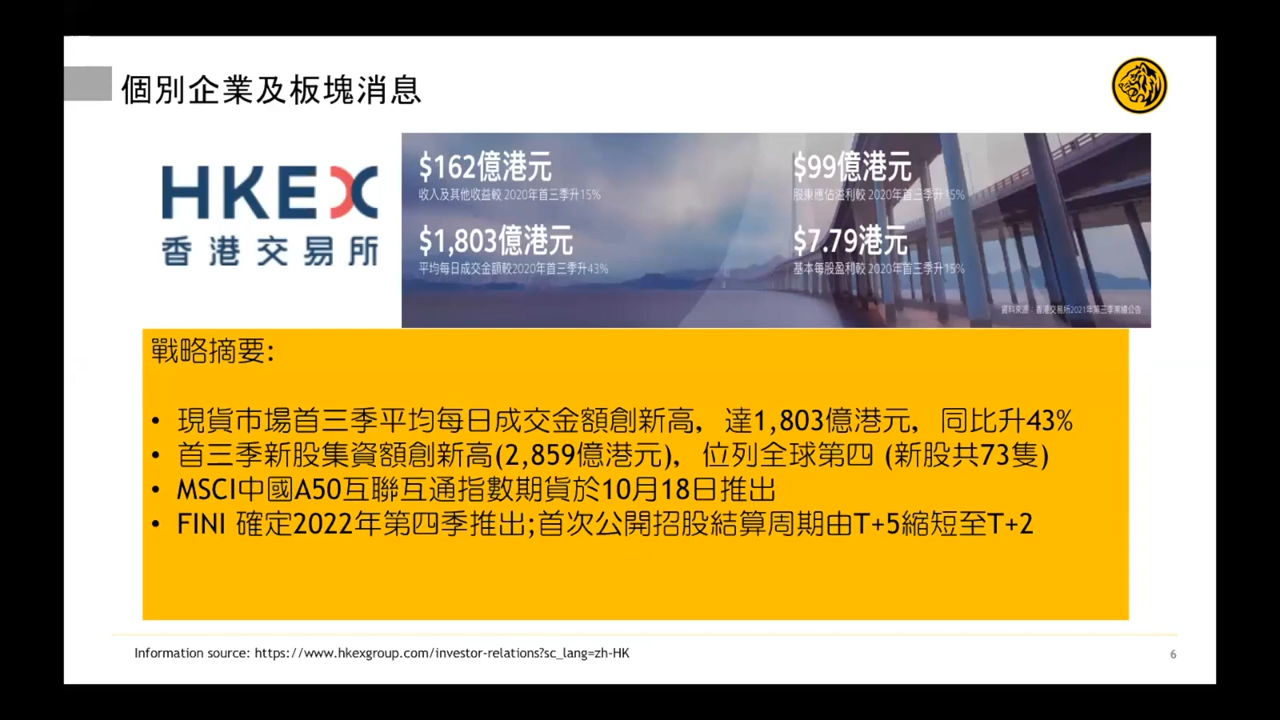 個別企業及板塊消息
HKEX
香港交易所
$162億港元
收入及其他收益較 2020年首三季升15%
$99億港元
股東應佔溢利較 2020年首三季升15%
$1,803億港元
平均每日成交金額較2020年首三季升43%
$7.79港元
基本每股盈利較 2020年首三季升15%
資料來源：香港交易所2021年第三季業績公告
戰略摘要:
• 現貨市場首三季平均每日成交金額創新高，達1,803億港元，同比升43%
• 首三季新股集資額創新高(2,859億港元)，位列全球第四 (新股共73隻)
• MSCI中國A50互聯互通指數期貨於10月18日推出
• FINI 確定2022年第四季推出;首次公開招股結算周期由T+5縮短至T+2
Information source: https://www.hkexgroup.com/investor-relations?sc_lang=zh-HK
6